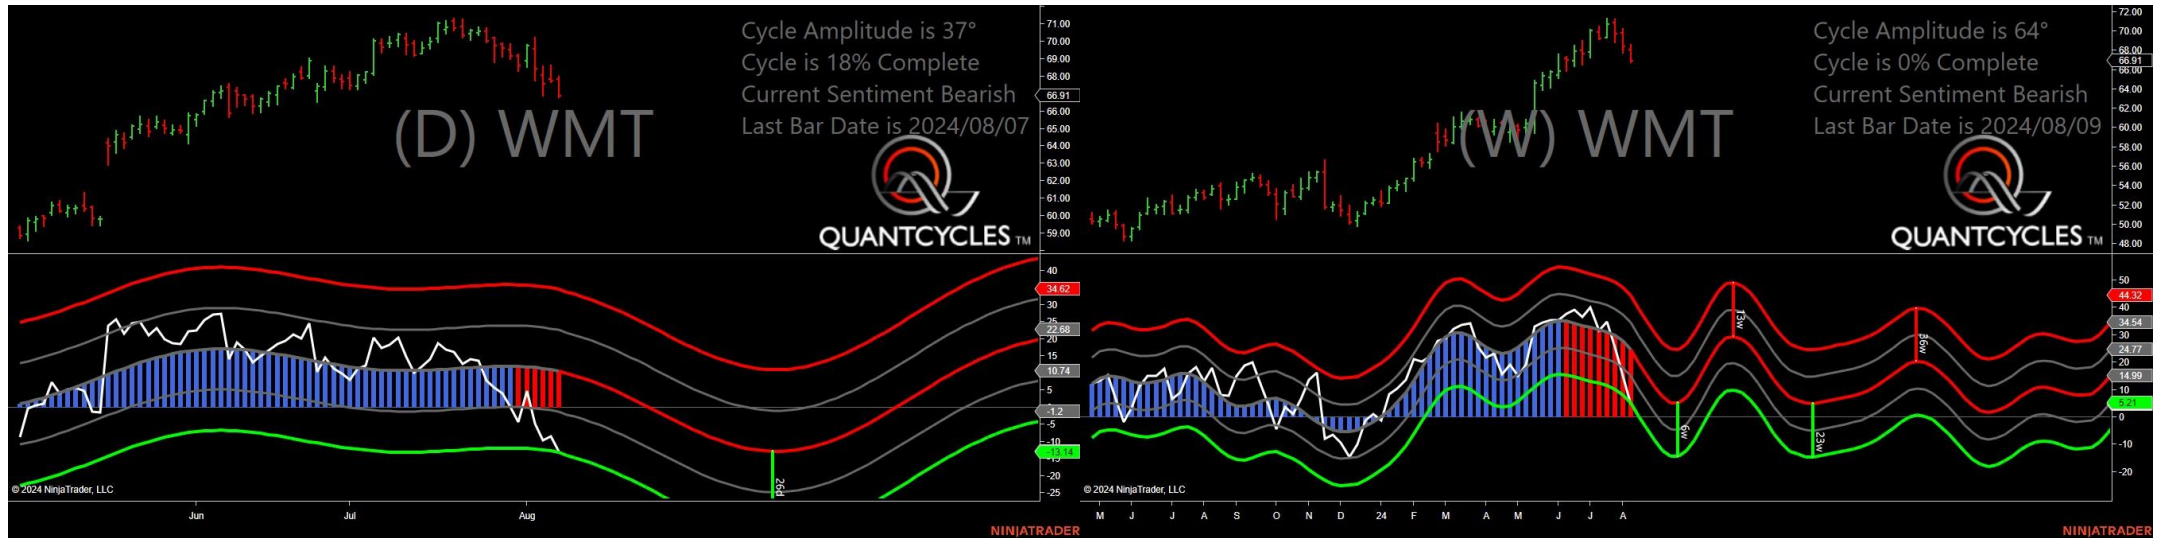 (D) WMT
Cycle Amplitude is 37°
Cycle is 18% Complete
Current Sentiment Bearish
Last Bar Date is 2024/08/07
QUANTCYCLES TM
71.00
70.00
69.00
68.00
66.91
66.00
65.00
64.00
63.00
62.00
61.00
60.00
59.00
40
34.62
30
25
22.68
20
15
10.74
5
-1.2
-5
-10
-13.14
-20
-25
26d
© 2024 NinjaTrader, LLC
Jun
Jul
Aug
NINJATRADER
(W) WMT
Cycle Amplitude is 64°
Cycle is 0% Complete
Current Sentiment Bearish
Last Bar Date is 2024/08/09
QUANTCYCLES TM
72.00
70.00
68.00
66.91
66.00
64.00
62.00
60.00
58.00
56.00
54.00
52.00
50.00
48.00
50
44.32
40
34.54
30
24.77
20
14.99
10
5.21
0
-10
-20
6w
13w
23w
36w
© 2024 NinjaTrader, LLC
M J J A S O N D 24 F M A M J J A
NINJATRADER